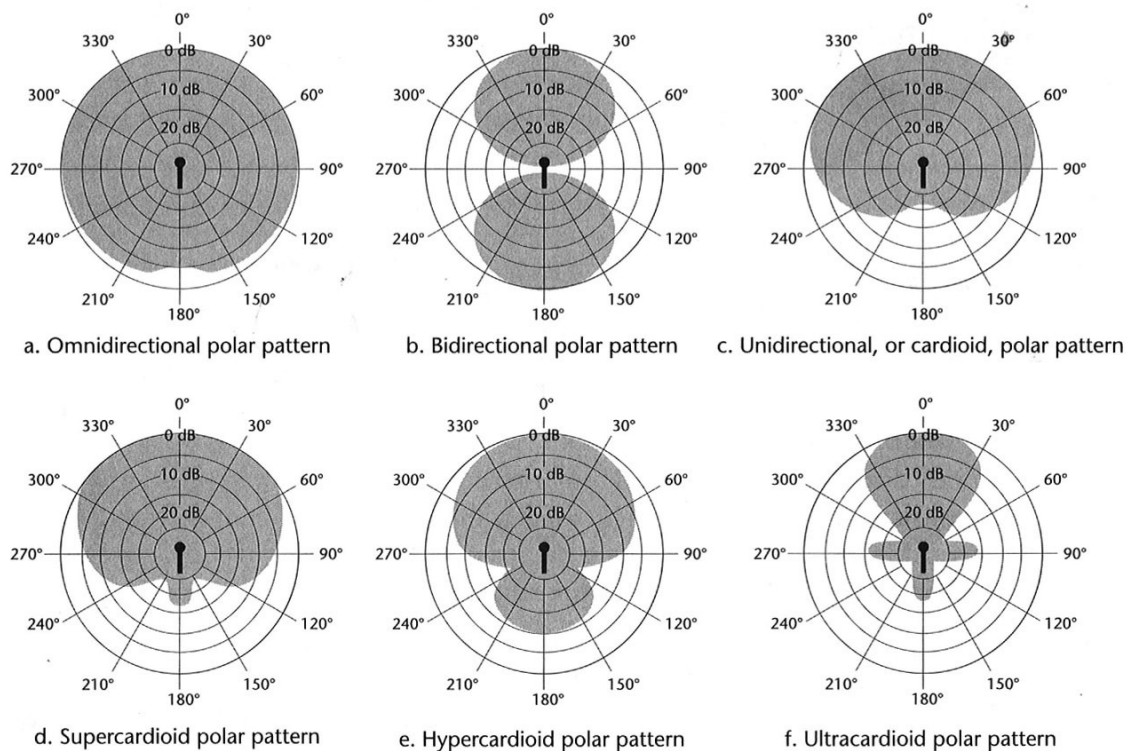 0° 0° 0°
330° 30° 330° 30° 330° 30°
0 dB 0 dB 0 dB
300° 10 dB 60° 300° 10 dB 60° 300° 10 dB 60°
20 dB 20 dB 20 dB
270° 90° 270° 90° 270° 90°
240° 120° 240° 120° 240° 120°
210° 150° 210° 150° 210° 150°
180° 180° 180°
a. Omnidirectional polar pattern b. Bidirectional polar pattern c. Unidirectional, or cardioid, polar pattern
0° 0° 0°
330° 30° 330° 30° 330° 30°
0 dB 0 dB 0 dB
300° 10 dB 60° 300° 10 dB 60° 300° 10 dB 60°
20 dB 20 dB 20 dB
270° 90° 270° 90° 270° 90°
240° 120° 240° 120° 240° 120°
210° 150° 210° 150° 210° 150°
180° 180° 180°
d. Supercardioid polar pattern e. Hypercardioid polar pattern f. Ultracardioid polar pattern